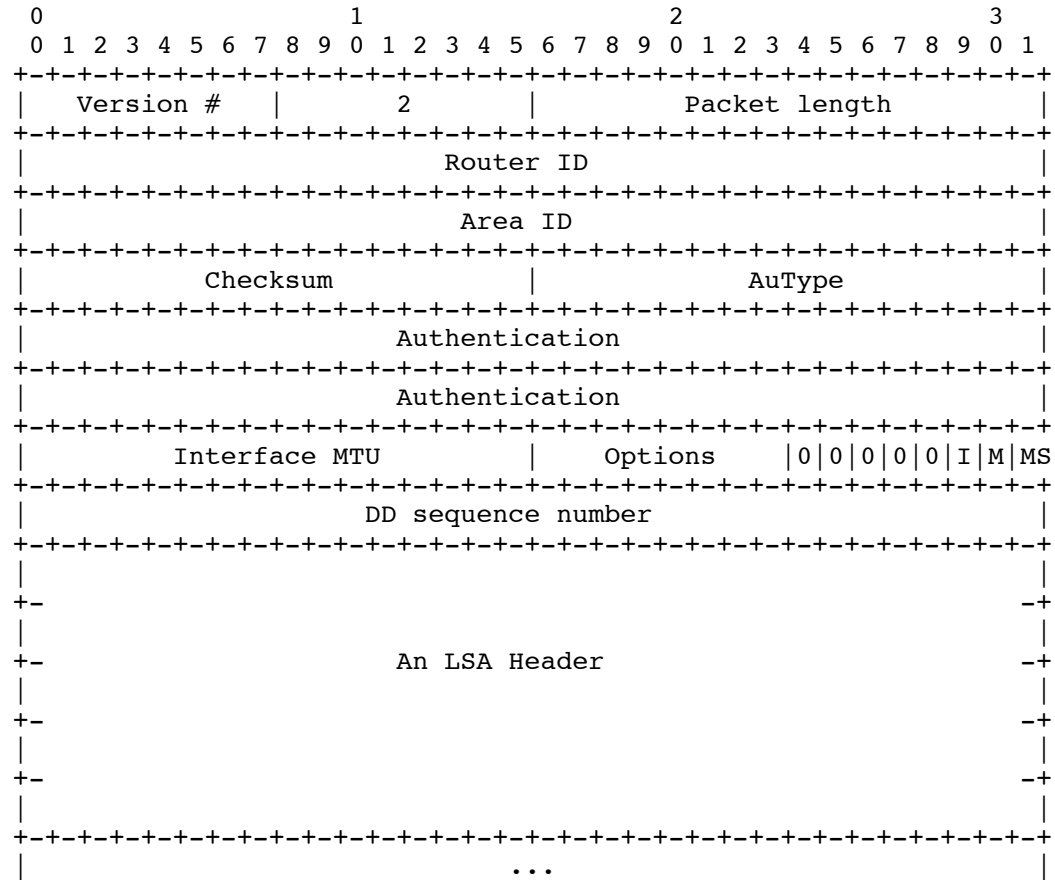 0                   1                   2                   3
 0 1 2 3 4 5 6 7 8 9 0 1 2 3 4 5 6 7 8 9 0 1 2 3 4 5 6 7 8 9 0 1
+-+-+-+-+-+-+-+-+-+-+-+-+-+-+-+-+-+-+-+-+-+-+-+-+-+-+-+-+-+-+-+-+
|   Version #   |       2       |         Packet length         |
+-+-+-+-+-+-+-+-+-+-+-+-+-+-+-+-+-+-+-+-+-+-+-+-+-+-+-+-+-+-+-+-+
|                          Router ID                            |
+-+-+-+-+-+-+-+-+-+-+-+-+-+-+-+-+-+-+-+-+-+-+-+-+-+-+-+-+-+-+-+-+
|                           Area ID                             |
+-+-+-+-+-+-+-+-+-+-+-+-+-+-+-+-+-+-+-+-+-+-+-+-+-+-+-+-+-+-+-+-+
|           Checksum            |             AuType            |
+-+-+-+-+-+-+-+-+-+-+-+-+-+-+-+-+-+-+-+-+-+-+-+-+-+-+-+-+-+-+-+-+
|                       Authentication                          |
+-+-+-+-+-+-+-+-+-+-+-+-+-+-+-+-+-+-+-+-+-+-+-+-+-+-+-+-+-+-+-+-+
|                       Authentication                          |
+-+-+-+-+-+-+-+-+-+-+-+-+-+-+-+-+-+-+-+-+-+-+-+-+-+-+-+-+-+-+-+-+
|         Interface MTU         |    Options    |0|0|0|0|0|I|M|MS
+-+-+-+-+-+-+-+-+-+-+-+-+-+-+-+-+-+-+-+-+-+-+-+-+-+-+-+-+-+-+-+-+
|                     DD sequence number                        |
+-+-+-+-+-+-+-+-+-+-+-+-+-+-+-+-+-+-+-+-+-+-+-+-+-+-+-+-+-+-+-+-+
|                                                               |
+-                                                             -+
|                                                               |
+-                      An LSA Header                          -+
|                                                               |
+-                                                             -+
|                                                               |
+-                                                             -+
|                                                               |
+-+-+-+-+-+-+-+-+-+-+-+-+-+-+-+-+-+-+-+-+-+-+-+-+-+-+-+-+-+-+-+-+
|                              ...                              |